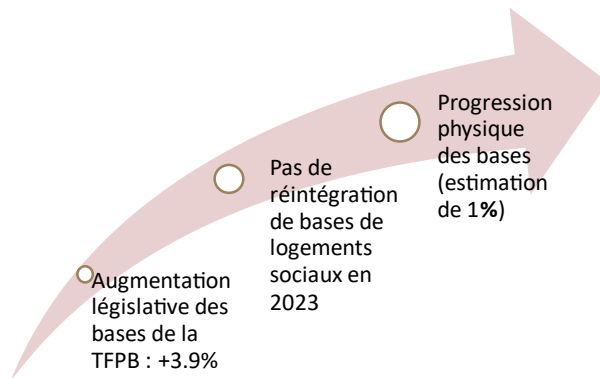 Augmentation
législative des
bases de la
TFPB : +3.9%
Pas de
réintégration
de bases de
logements
sociaux en
2023
Progression
physique
des bases
(estimation
de 1%)